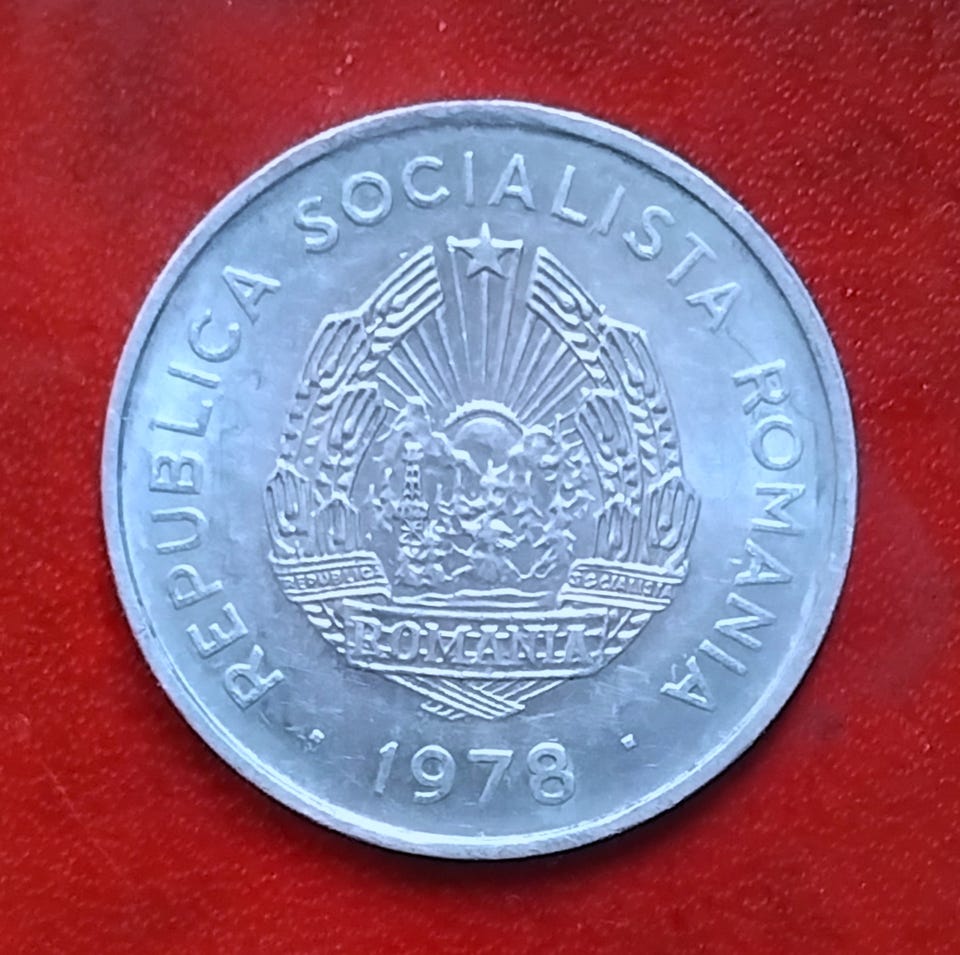 REPUBLICA SOCIALISTA ROMANIA
REPUBLICA
SOCIALISTA
ROMANIA
· 1978 ·